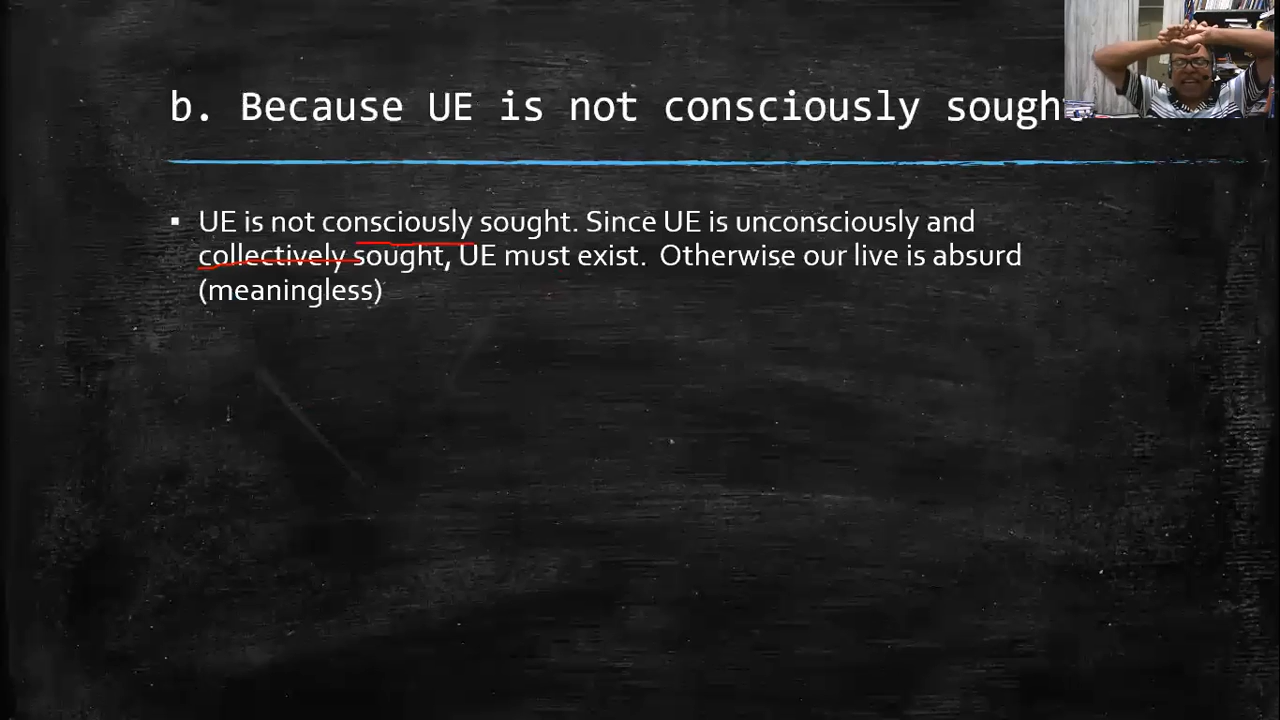 b. Because UE is not consciously sought
▪ UE is not consciously sought. Since UE is unconsciously and
collectively sought, UE must exist. Otherwise our live is absurd
(meaningless)